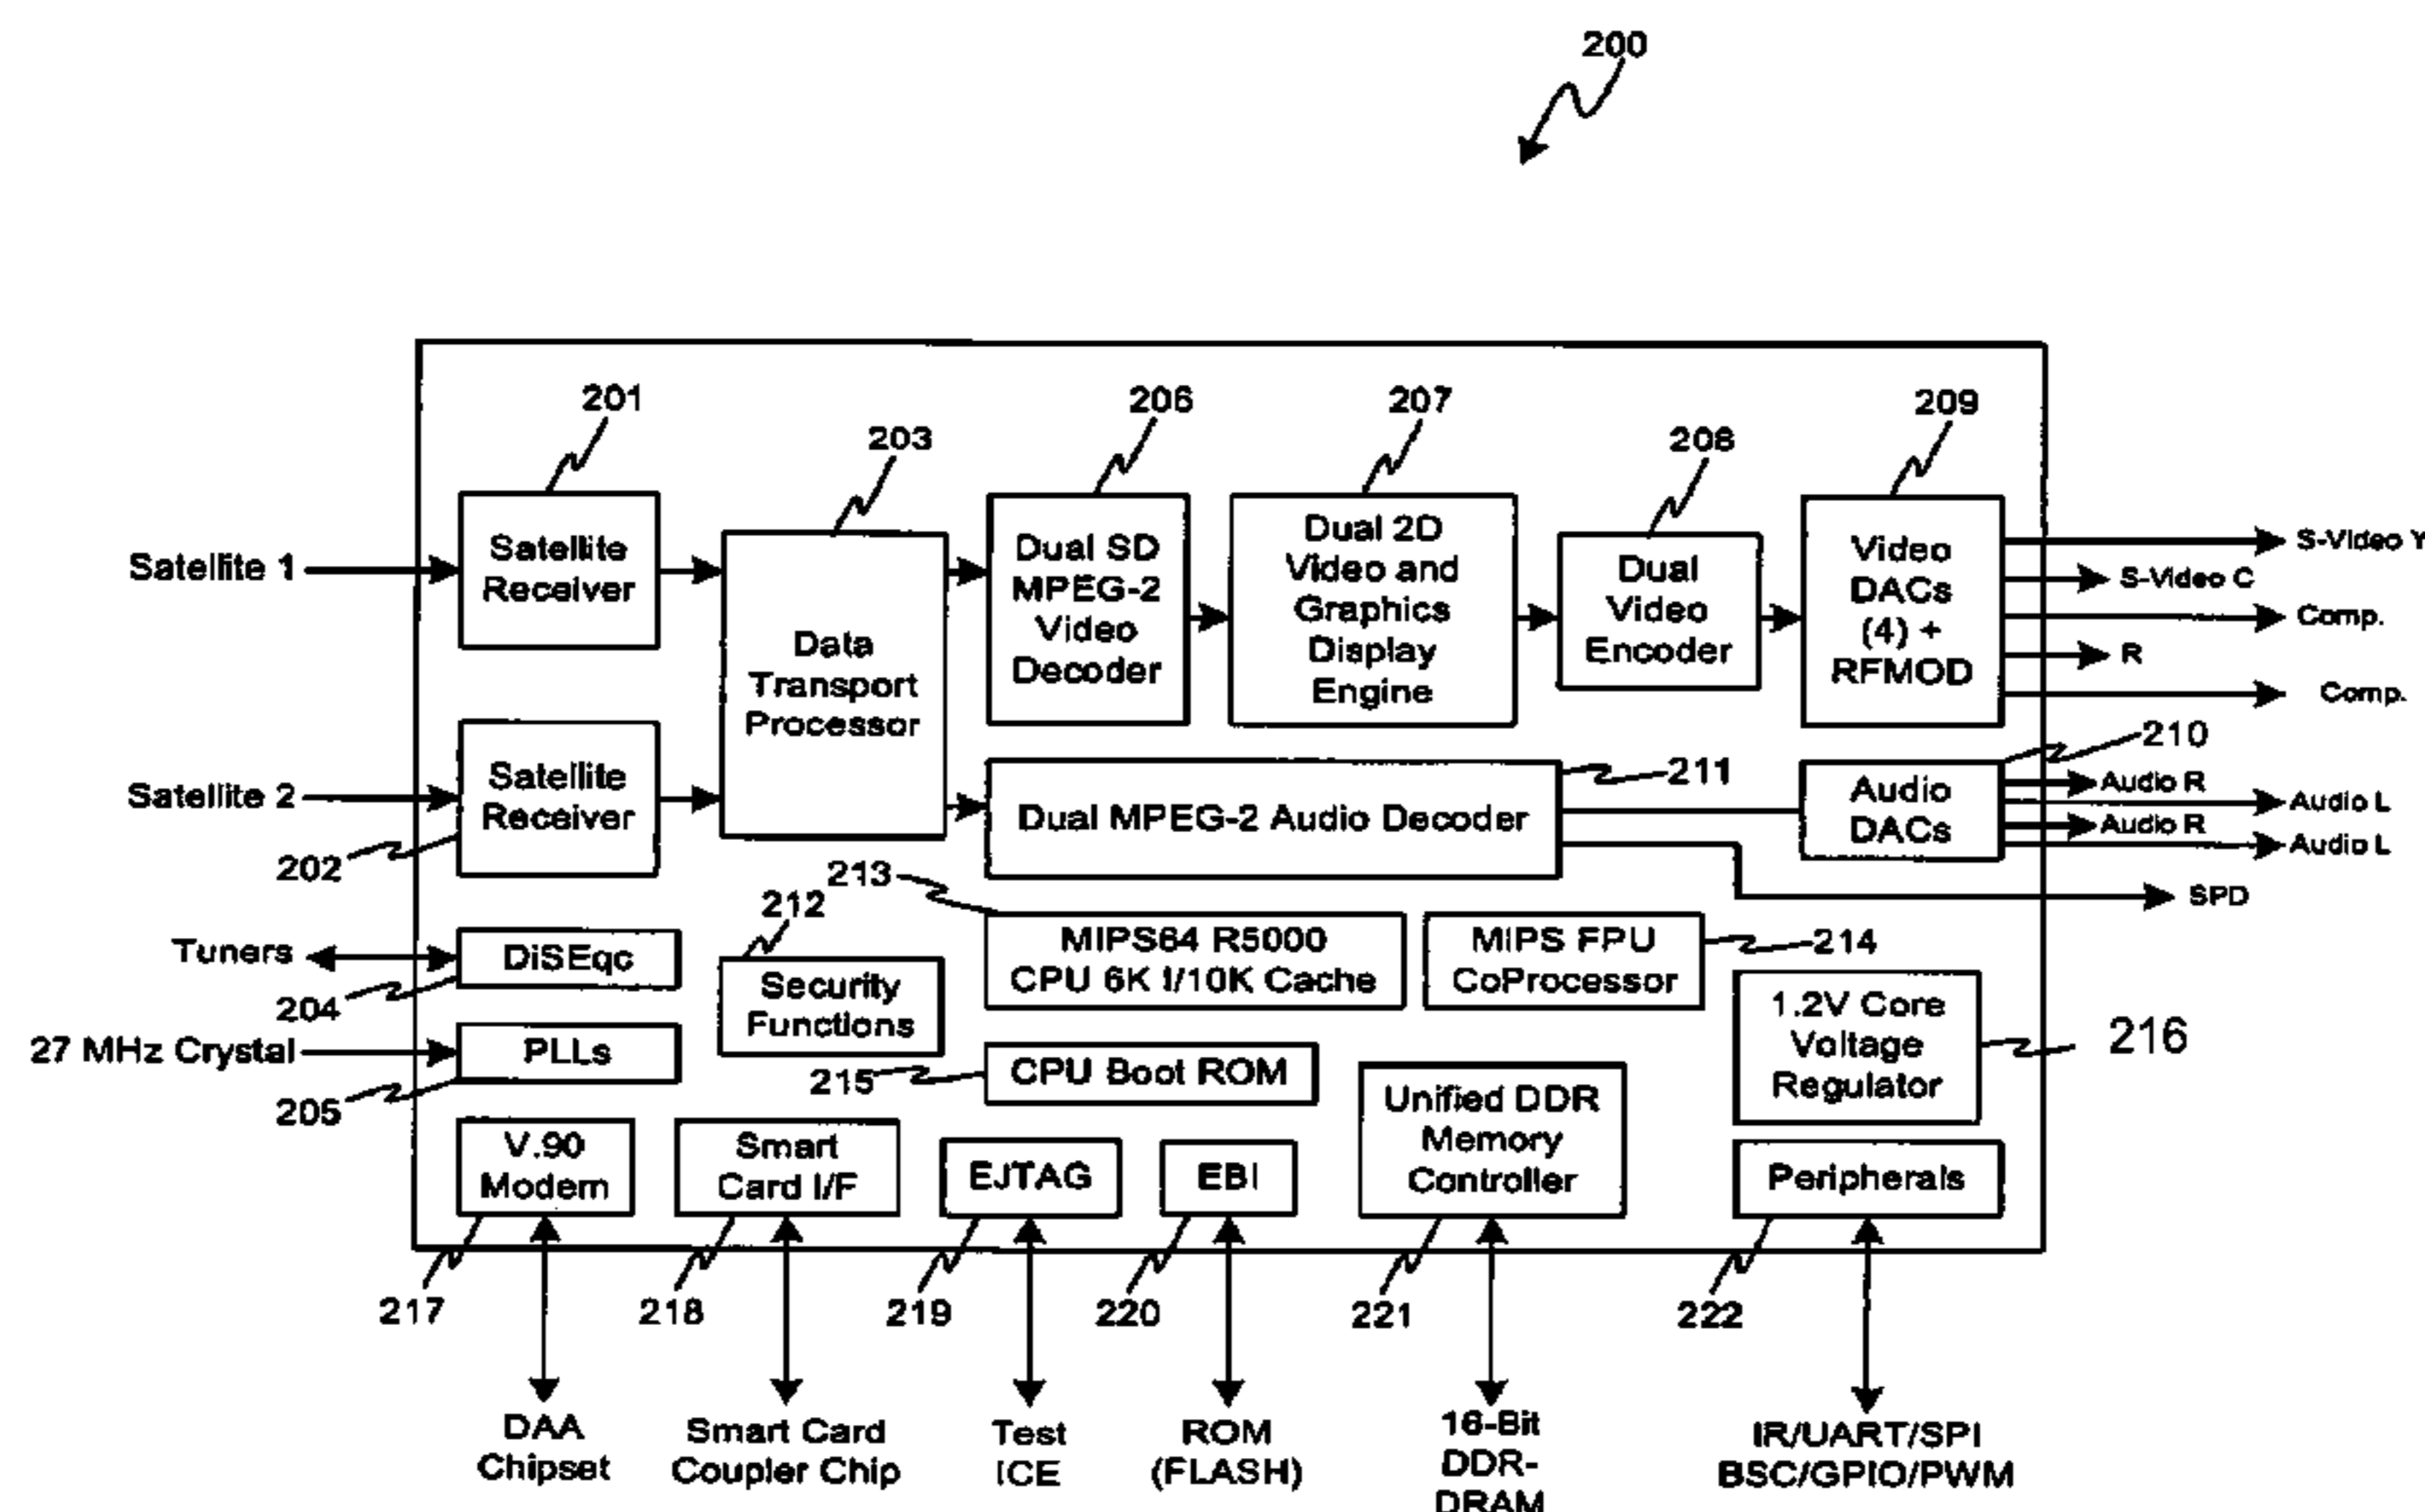 200
201
203
206
207
208
209
Satellite 1
Satellite
Receiver
Data
Transport
Processor
Dual SD
MPEG-2
Video
Decoder
Dual 2D
Video and
Graphics
Display
Engine
Dual
Video
Encoder
Video
DACs
(4) +
RFMOD
S-Video Y
S-Video C
Comp.
R
Comp.
210
Satellite 2
Satellite
Receiver
202
Dual MPEG-2 Audio Decoder
211
Audio
DACs
Audio R
Audio L
Audio R
Audio L
SPD
213
212
Tuners
DiSEqc
204
Security
Functions
MIPS64 R5000
CPU 6K I/10K Cache
MIPS FPU
CoProcessor
214
27 MHz Crystal
PLLs
205
215
CPU Boot ROM
1.2V Core
Voltage
Regulator
216
V.90
Modem
Smart
Card I/F
EJTAG
EBI
Unified DDR
Memory
Controller
Peripherals
217
218
219
220
221
222
DAA
Chipset
Smart Card
Coupler Chip
Test
ICE
ROM
(FLASH)
16-Bit
DDR-
DRAM
IR/UART/SPI
BSC/GPIO/PWM